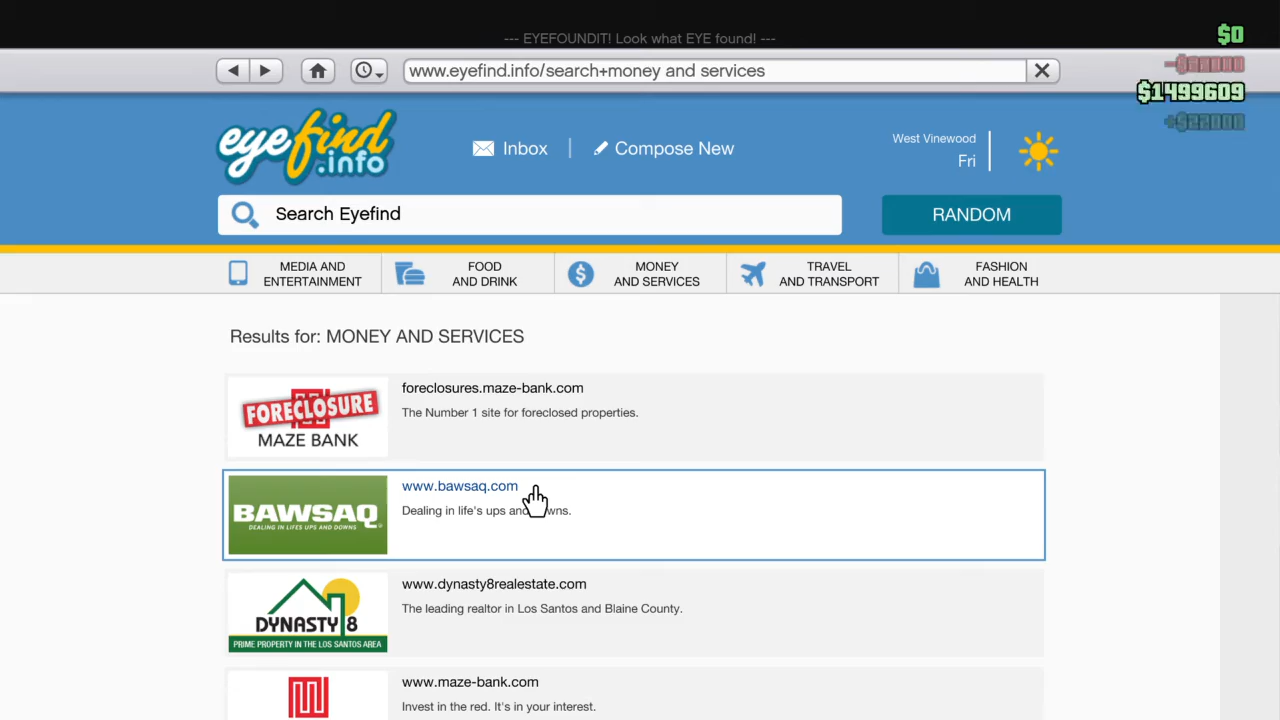 --- EYEFOUNDIT! Look what EYE found! ---
$0
www.eyefind.info/search+money and services
$1499609
+$22000
eyefind
.info
Inbox
Compose New
West Vinewood
Fri
Search Eyefind
RANDOM
MEDIA AND
ENTERTAINMENT
FOOD
AND DRINK
MONEY
AND SERVICES
TRAVEL
AND TRANSPORT
FASHION
AND HEALTH
Results for: MONEY AND SERVICES
FORECLOSURE
MAZE BANK
foreclosures.maze-bank.com
The Number 1 site for foreclosed properties.
BAWSAQ
DEALING IN LIFES UPS AND DOWNS
www.bawsaq.com
Dealing in life's ups and downs.
DYNASTY 8
PRIME PROPERTY IN THE LOS SANTOS AREA
www.dynasty8realestate.com
The leading realtor in Los Santos and Blaine County.
www.maze-bank.com
Invest in the red. It's in your interest.